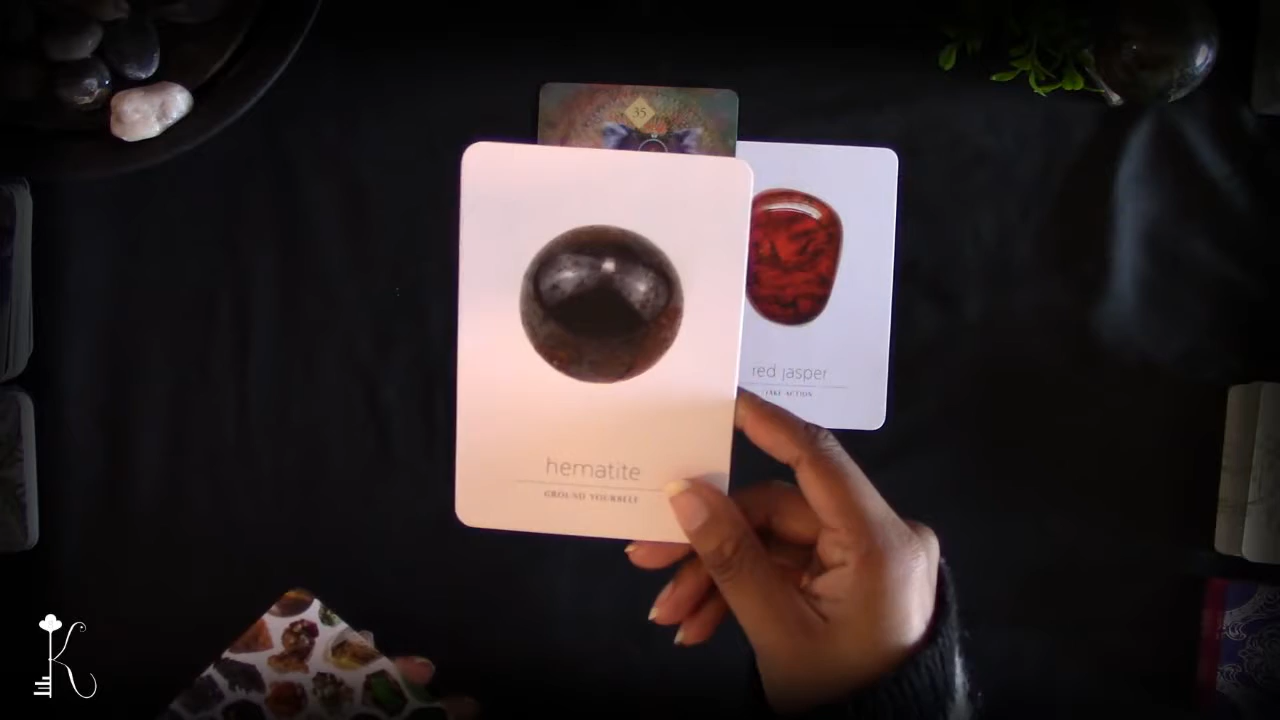 35
hematite
GROUND YOURSELF
red jasper
TAKE ACTION
K